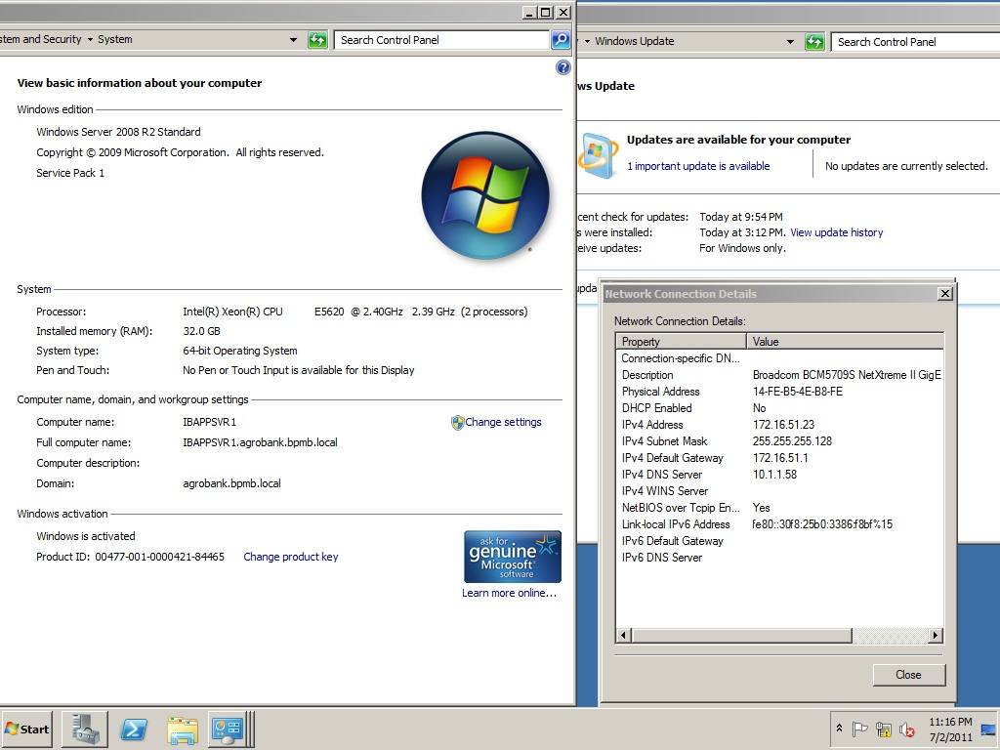 stem and Security
System
Search Control Panel
View basic information about your computer
Windows edition
Windows Server 2008 R2 Standard
Copyright © 2009 Microsoft Corporation. All rights reserved.
Service Pack 1
System
Processor: Intel(R) Xeon(R) CPU E5620 @ 2.40GHz 2.39 GHz (2 processors)
Installed memory (RAM): 32.0 GB
System type: 64-bit Operating System
Pen and Touch: No Pen or Touch Input is available for this Display
Computer name, domain, and workgroup settings
Computer name: IBAPPSVR1
Change settings
Full computer name: IBAPPSVR1.agrobank.bpmb.local
Computer description:
Domain: agrobank.bpmb.local
Windows activation
Windows is activated
Product ID: 00477-001-0000421-84465 Change product key
ask for
genuine
Microsoft®
software
Learn more online...
Windows Update
Search Control Panel
ws Update
Updates are available for your computer
1 important update is available
No updates are currently selected.
cent check for updates: Today at 9:54 PM
s were installed: Today at 3:12 PM. View update history
ceive updates: For Windows only.
upda
Network Connection Details
Network Connection Details:
Property Value
Connection-specific DN...
Description Broadcom BCM5709S NetXtreme II GigE
Physical Address 14-FE-B5-4E-B8-FE
DHCP Enabled No
IPv4 Address 172.16.51.23
IPv4 Subnet Mask 255.255.255.128
IPv4 Default Gateway 172.16.51.1
IPv4 DNS Server 10.1.1.58
IPv4 WINS Server
NetBIOS over Tcpip En... Yes
Link-local IPv6 Address fe80::30f8:25b0:3386:f8bf%15
IPv6 Default Gateway
IPv6 DNS Server
Close
Start
11:16 PM
7/2/2011